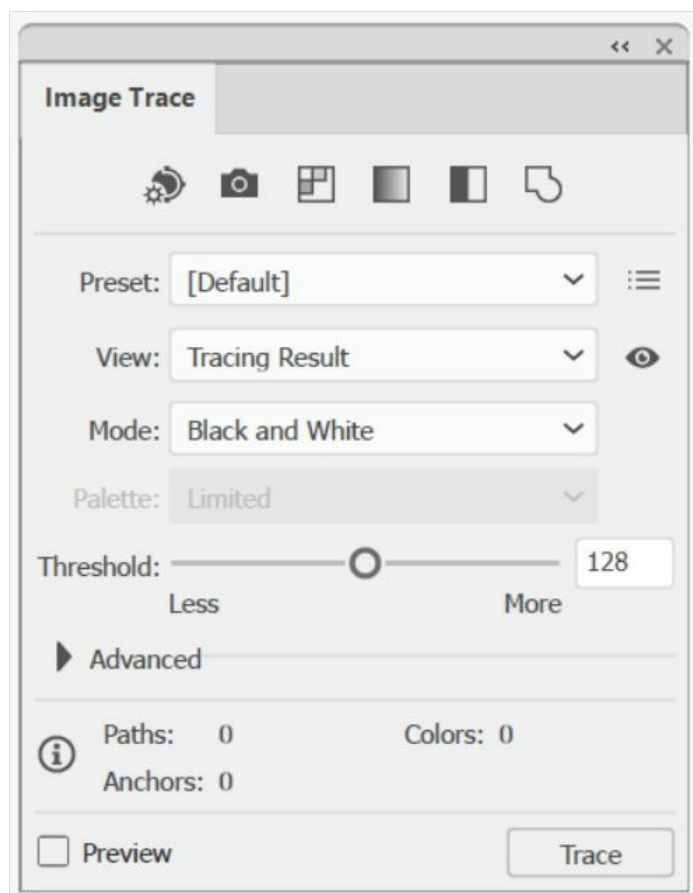 Image Trace
Preset: [Default]
View: Tracing Result
Mode: Black and White
Palette: Limited
Threshold: 128
Less More
Advanced
Paths: 0 Colors: 0
Anchors: 0
Preview Trace